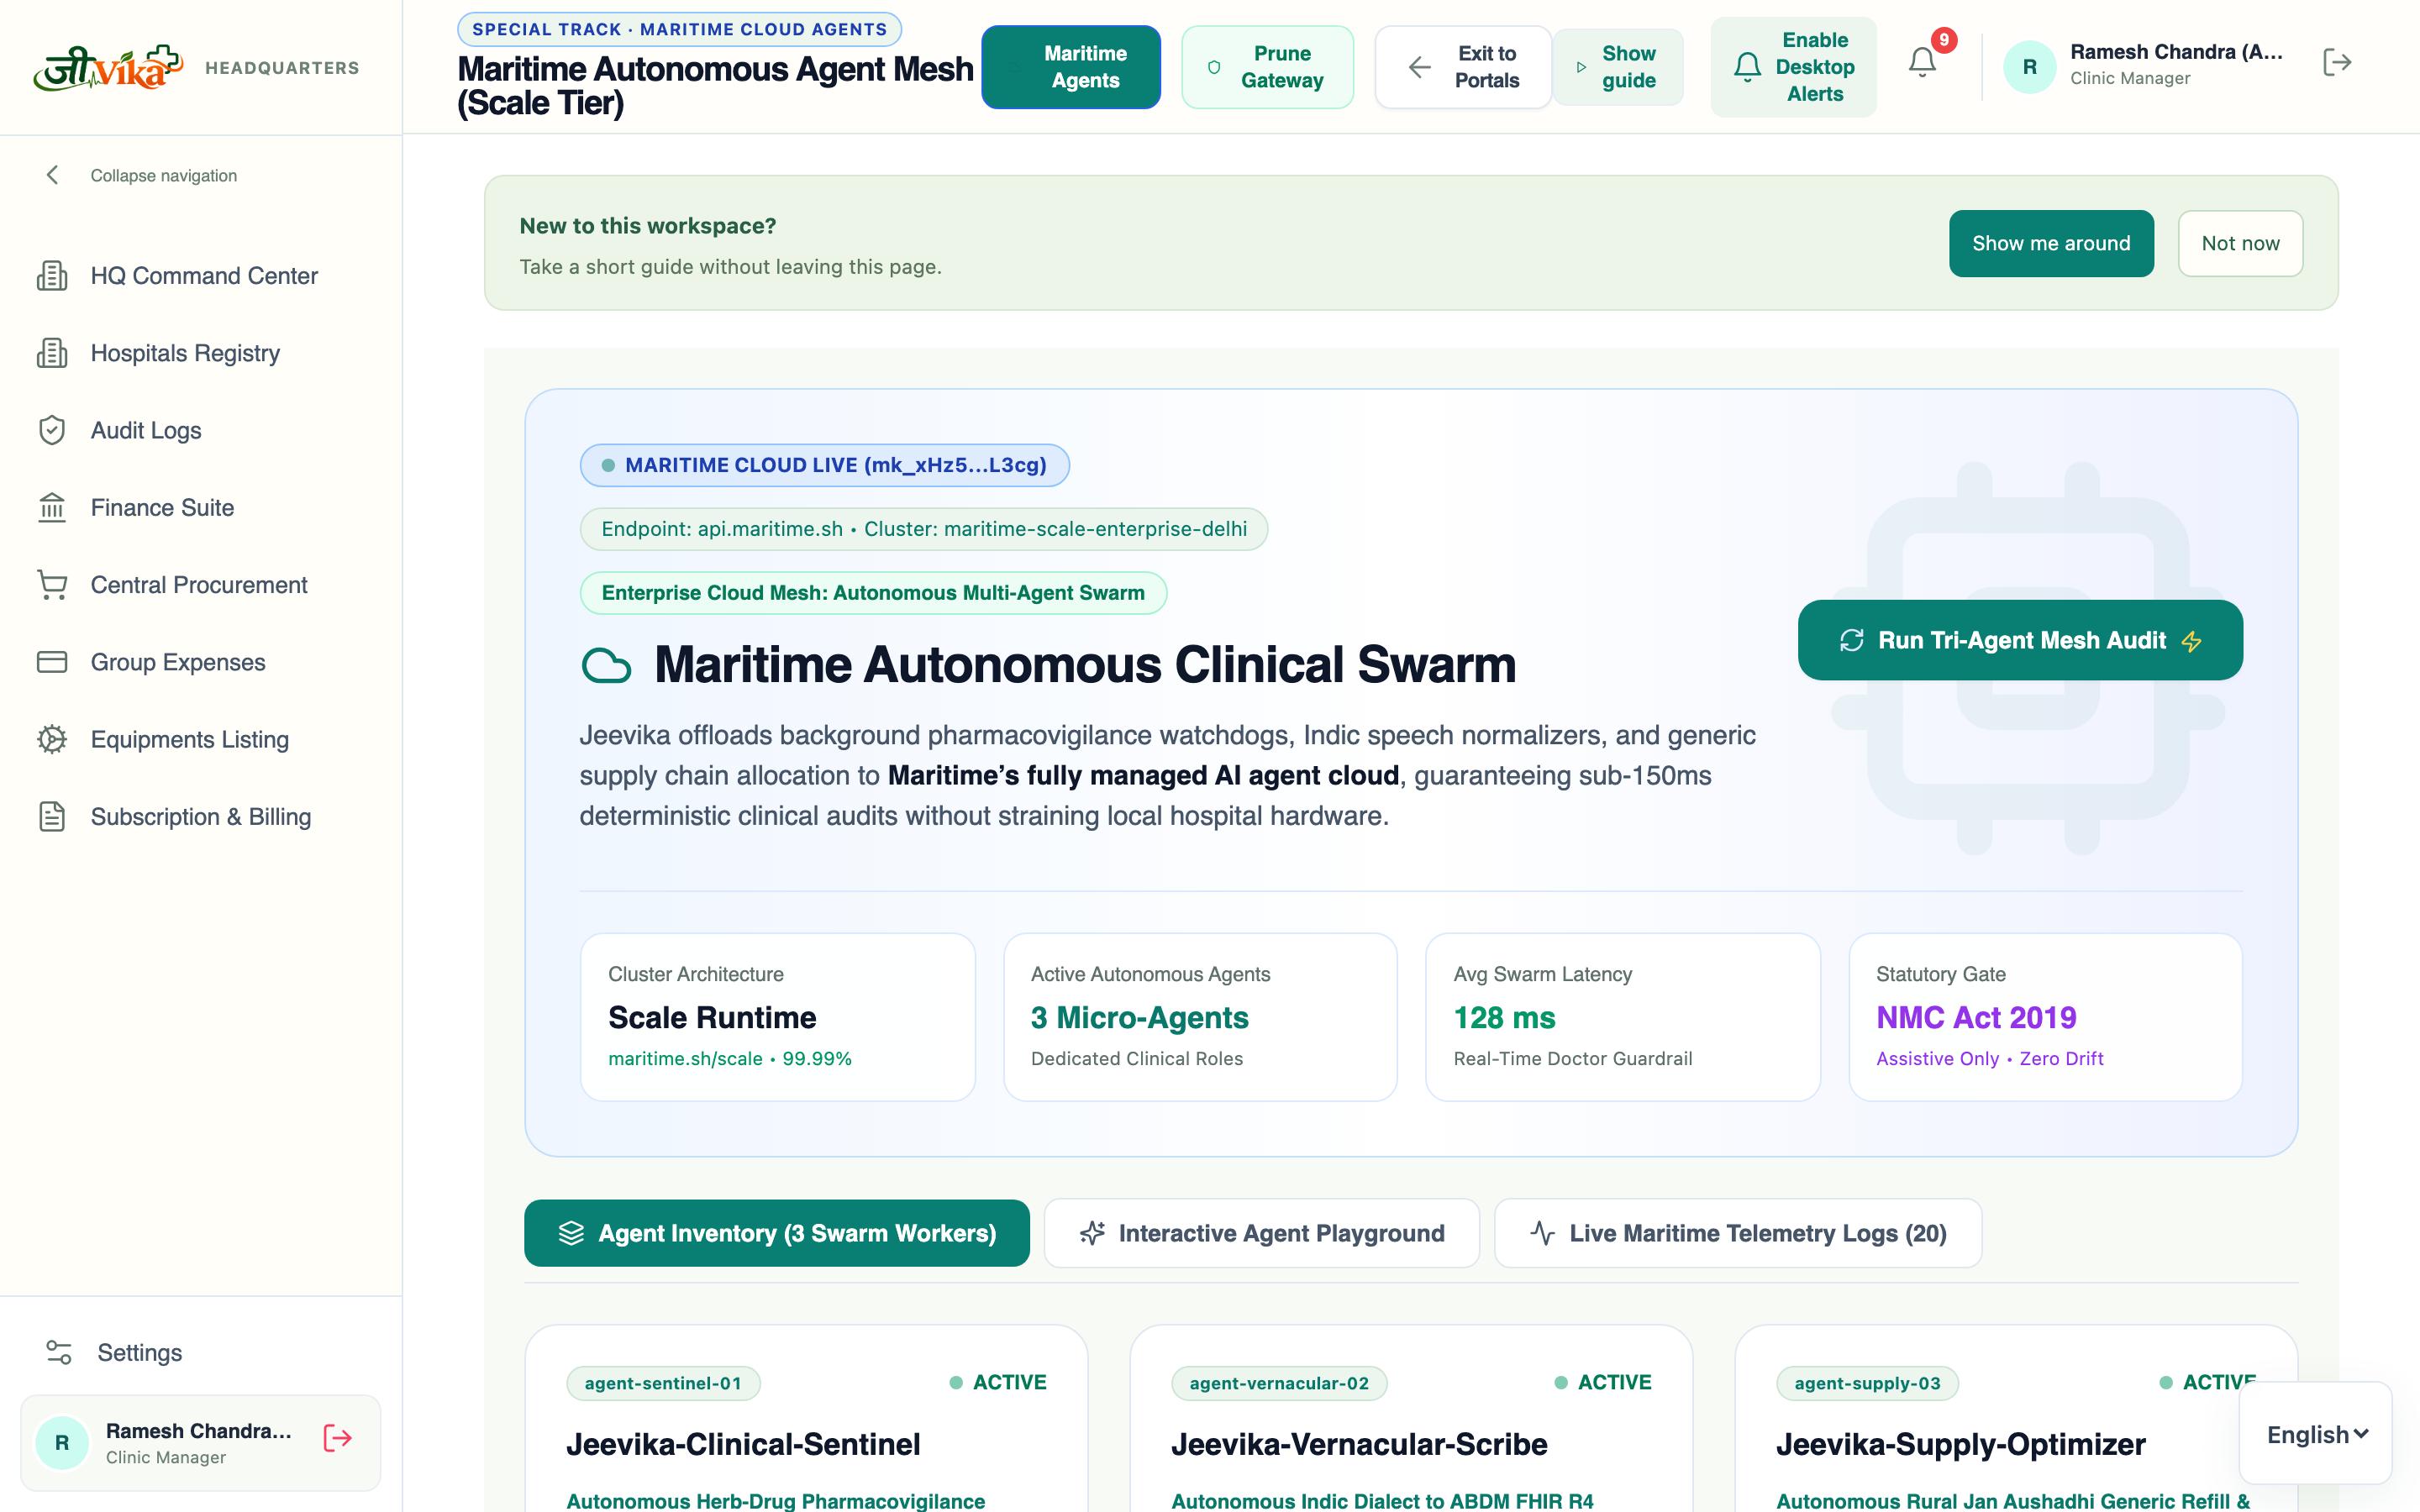 जीVika
HEADQUARTERS
Collapse navigation
HQ Command Center
Hospitals Registry
Audit Logs
Finance Suite
Central Procurement
Group Expenses
Equipments Listing
Subscription & Billing
Settings
R
Ramesh Chandra...
Clinic Manager
SPECIAL TRACK · MARITIME CLOUD AGENTS
Maritime Autonomous Agent Mesh
(Scale Tier)
Maritime
Agents
Prune
Gateway
Exit to
Portals
Show
guide
Enable
Desktop
Alerts
9
R
Ramesh Chandra (A...
Clinic Manager
New to this workspace?
Take a short guide without leaving this page.
Show me around
Not now
MARITIME CLOUD LIVE (mk_xHz5...L3cg)
Endpoint: api.maritime.sh • Cluster: maritime-scale-enterprise-delhi
Enterprise Cloud Mesh: Autonomous Multi-Agent Swarm
Maritime Autonomous Clinical Swarm
Run Tri-Agent Mesh Audit
Jeevika offloads background pharmacovigilance watchdogs, Indic speech normalizers, and generic
supply chain allocation to Maritime’s fully managed AI agent cloud, guaranteeing sub-150ms
deterministic clinical audits without straining local hospital hardware.
Cluster Architecture
Scale Runtime
maritime.sh/scale • 99.99%
Active Autonomous Agents
3 Micro-Agents
Dedicated Clinical Roles
Avg Swarm Latency
128 ms
Real-Time Doctor Guardrail
Statutory Gate
NMC Act 2019
Assistive Only • Zero Drift
Agent Inventory (3 Swarm Workers)
Interactive Agent Playground
Live Maritime Telemetry Logs (20)
agent-sentinel-01
ACTIVE
Jeevika-Clinical-Sentinel
Autonomous Herb-Drug Pharmacovigilance
agent-vernacular-02
ACTIVE
Jeevika-Vernacular-Scribe
Autonomous Indic Dialect to ABDM FHIR R4
agent-supply-03
ACTIVE
Jeevika-Supply-Optimizer
Autonomous Rural Jan Aushadhi Generic Refill &
English